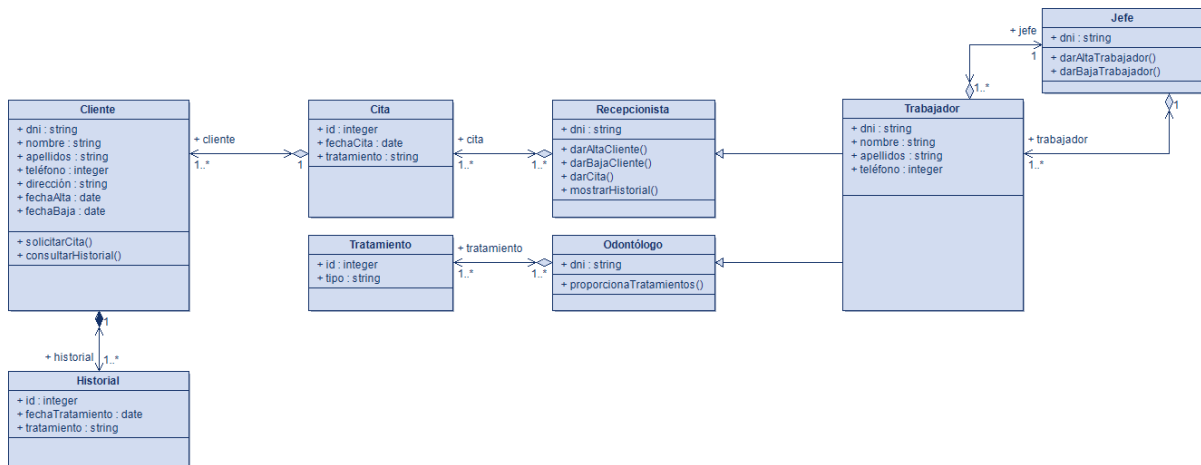 Jefe
+ dni : string
+ darAltaTrabajador()
+ darBajaTrabajador()
+ jefe
1
1..*
1
Cliente
+ dni : string
+ nombre : string
+ apellidos : string
+ teléfono : integer
+ dirección : string
+ fechaAlta : date
+ fechaBaja : date
+ solicitarCita()
+ consultarHistorial()
+ cliente
1..*
1
Cita
+ id : integer
+ fechaCita : date
+ tratamiento : string
+ cita
1..*
1..*
Recepcionista
+ dni : string
+ darAltaCliente()
+ darBajaCliente()
+ darCita()
+ mostrarHistorial()
Trabajador
+ dni : string
+ nombre : string
+ apellidos : string
+ teléfono : integer
+ trabajador
1..*
Tratamiento
+ id : integer
+ tipo : string
+ tratamiento
1..*
1..*
Odontólogo
+ dni : string
+ proporcionaTratamientos()
1
+ historial
1..*
Historial
+ id : integer
+ fechaTratamiento : date
+ tratamiento : string